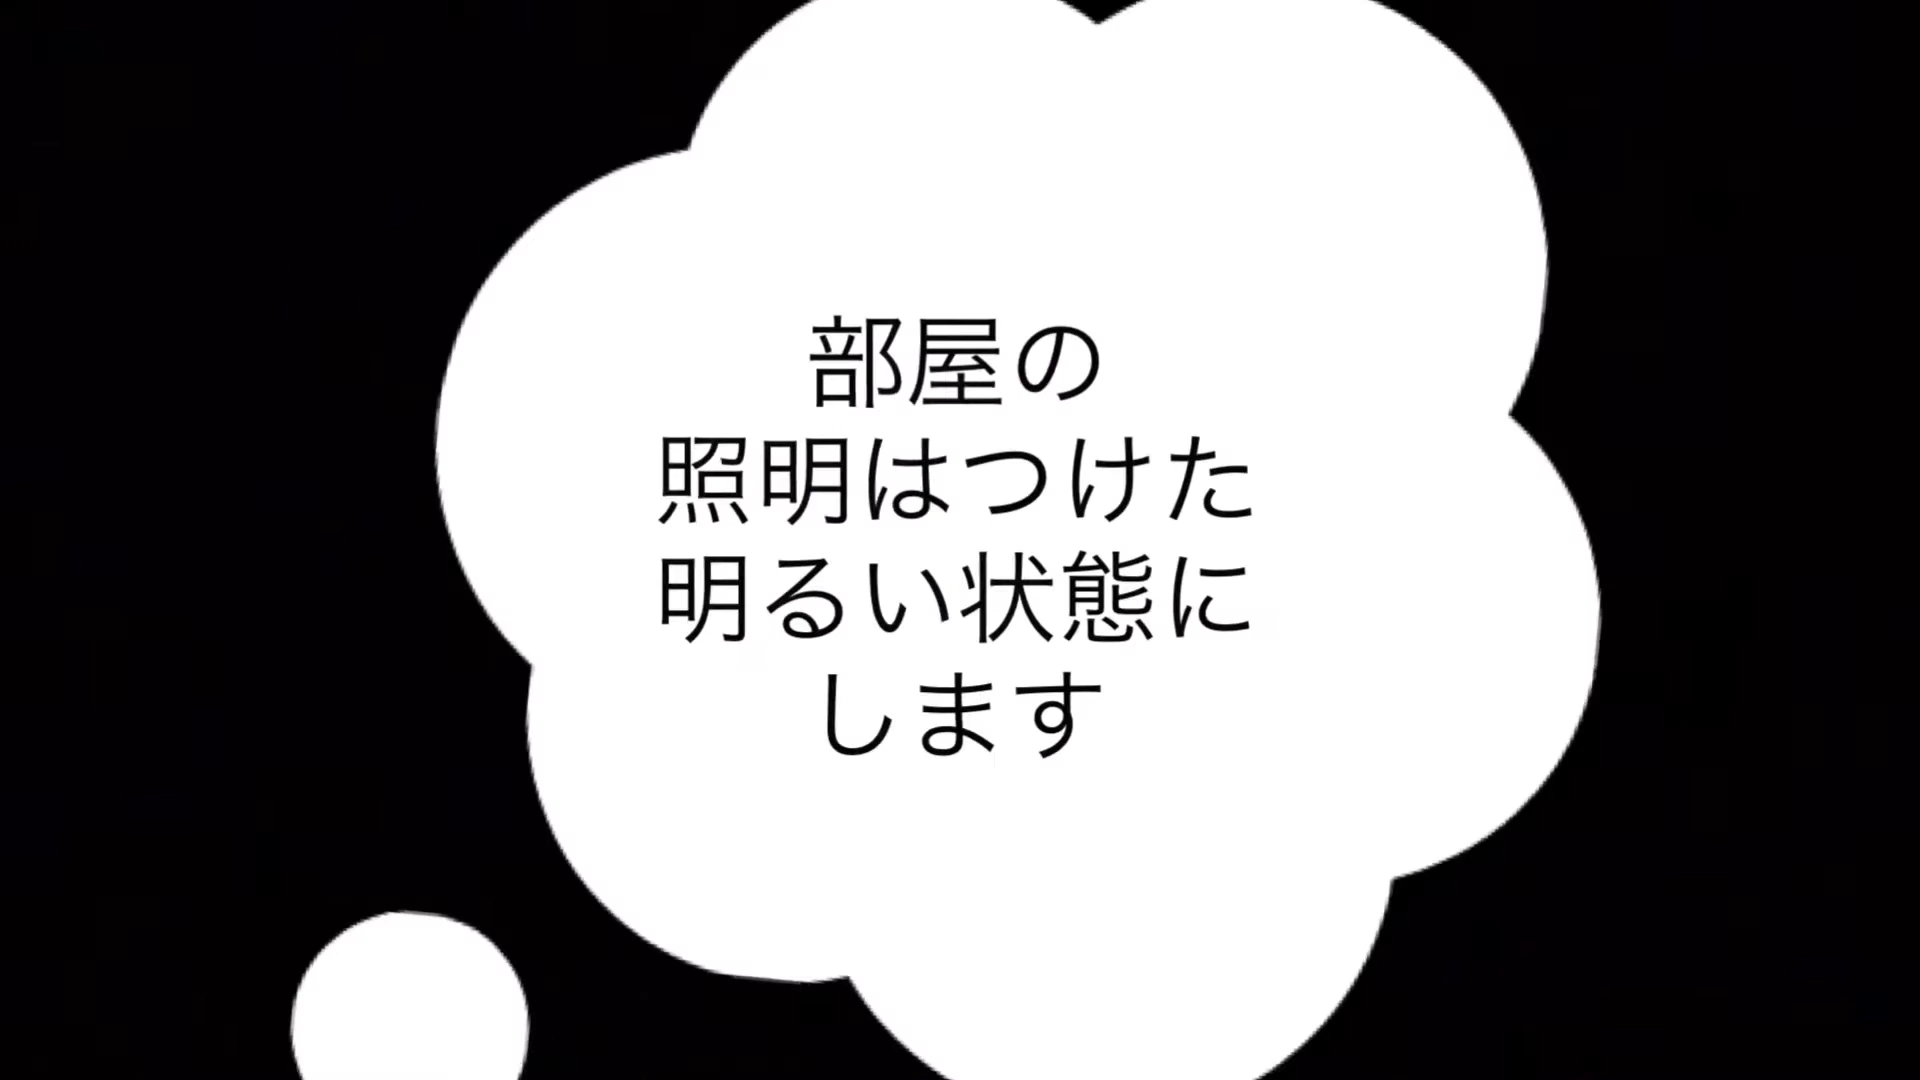 部屋の
照明はつけた
明るい状態に
します